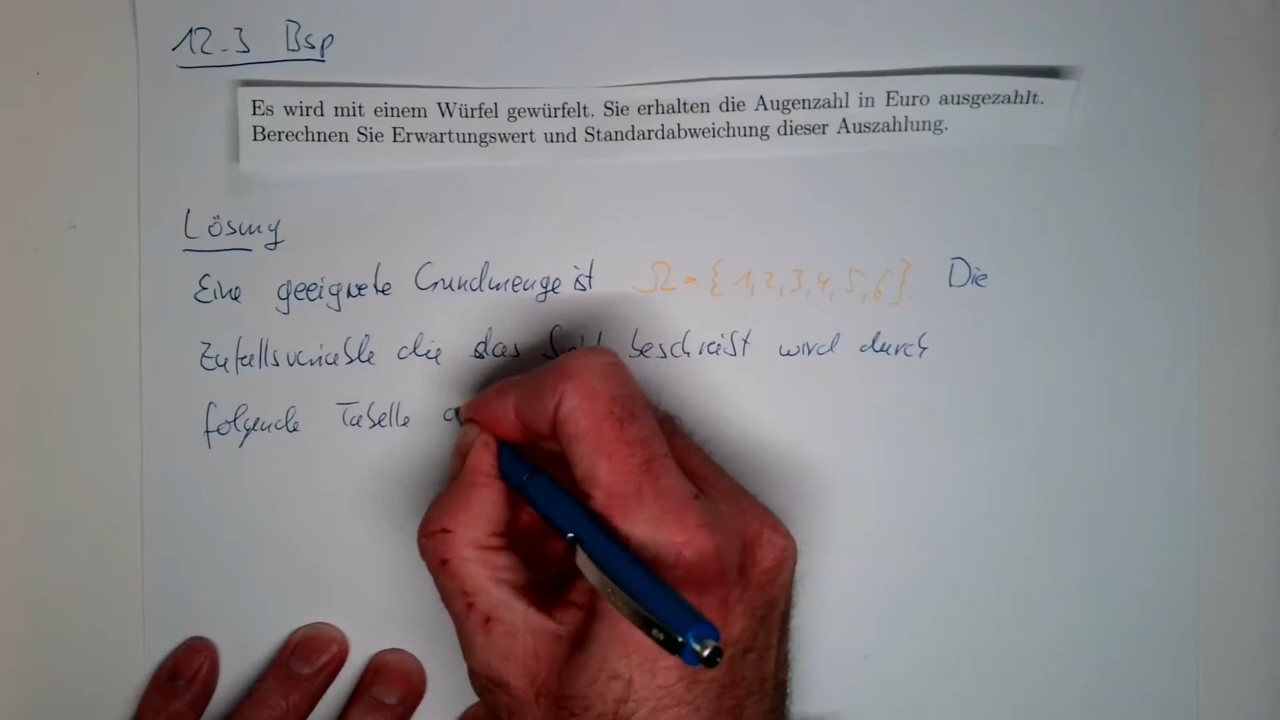 12.3 Bsp
Es wird mit einem Würfel gewürfelt. Sie erhalten die Augenzahl in Euro ausgezahlt.
Berechnen Sie Erwartungswert und Standardabweichung dieser Auszahlung.
Lösung
Eine geeignete Grundmenge ist Ω = {1,2,3,4,5,6}. Die
Zufallsvariable die das beschreibt wird durch
folgende Tabelle